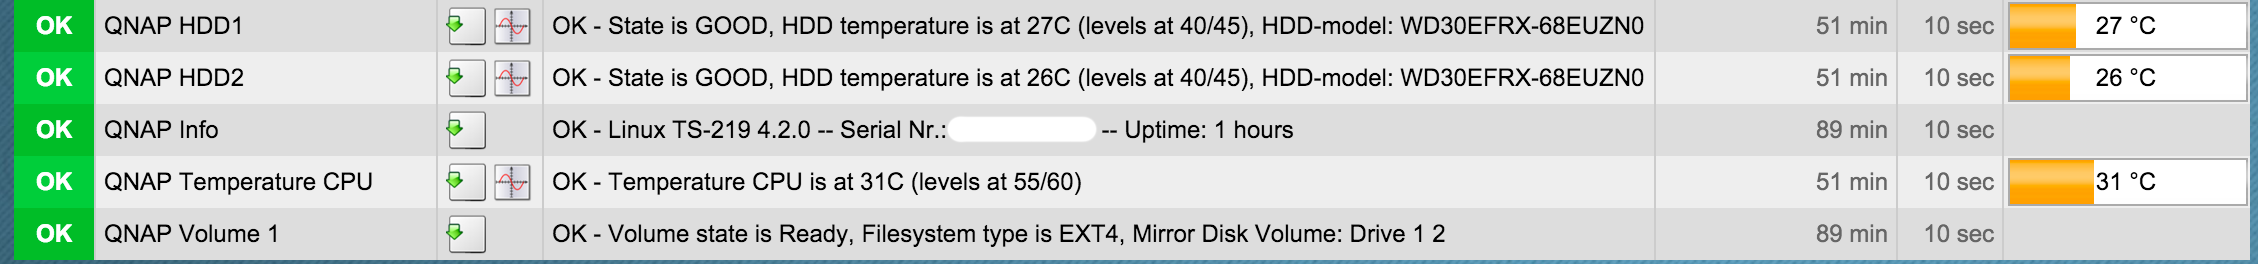 OK QNAP HDD1 OK - State is GOOD, HDD temperature is at 27C (levels at 40/45), HDD-model: WD30EFRX-68EUZN0 51 min 10 sec 27 °C
OK QNAP HDD2 OK - State is GOOD, HDD temperature is at 26C (levels at 40/45), HDD-model: WD30EFRX-68EUZN0 51 min 10 sec 26 °C
OK QNAP Info OK - Linux TS-219 4.2.0 -- Serial Nr.: -- Uptime: 1 hours 89 min 10 sec
OK QNAP Temperature CPU OK - Temperature CPU is at 31C (levels at 55/60) 51 min 10 sec 31 °C
OK QNAP Volume 1 OK - Volume state is Ready, Filesystem type is EXT4, Mirror Disk Volume: Drive 1 2 89 min 10 sec